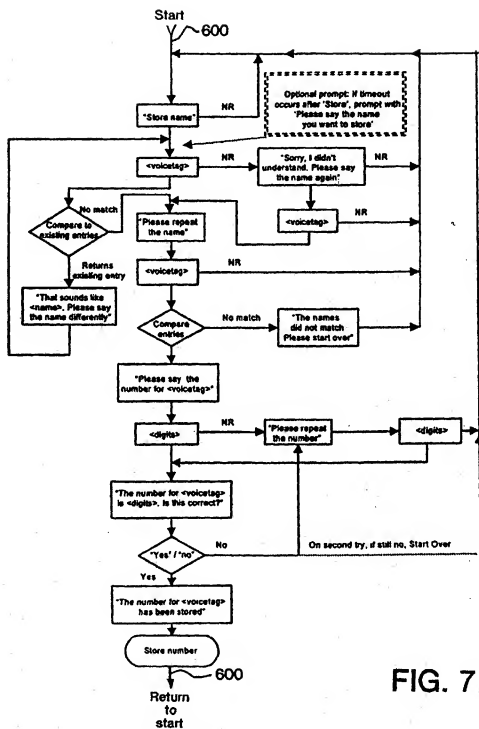 Start
600
"Store name"
NR
Optional prompt: If timeout
occurs after 'Store', prompt with
'Please say the name
you want to store'
<voicetag>
NR
"Sorry, I didn't
understand. Please say
the name again"
NR
No match
Compare to
existing entries
"Please repeat
the name"
<voicetag>
NR
Returns
existing entry
<voicetag>
NR
"That sounds like
<name>. Please say
the name differently"
Compare
entries
No match
"The names
did not match
Please start over"
"Please say the
number for <voicetag>"
<digits>
NR
"Please repeat
the number"
<digits>
"The number for <voicetag>
is <digits>. Is this correct?"
"Yes' / "no"
No
On second try, if still no, Start Over
Yes
"The number for <voicetag>
has been stored"
Store number
600
Return
to
start
FIG. 7